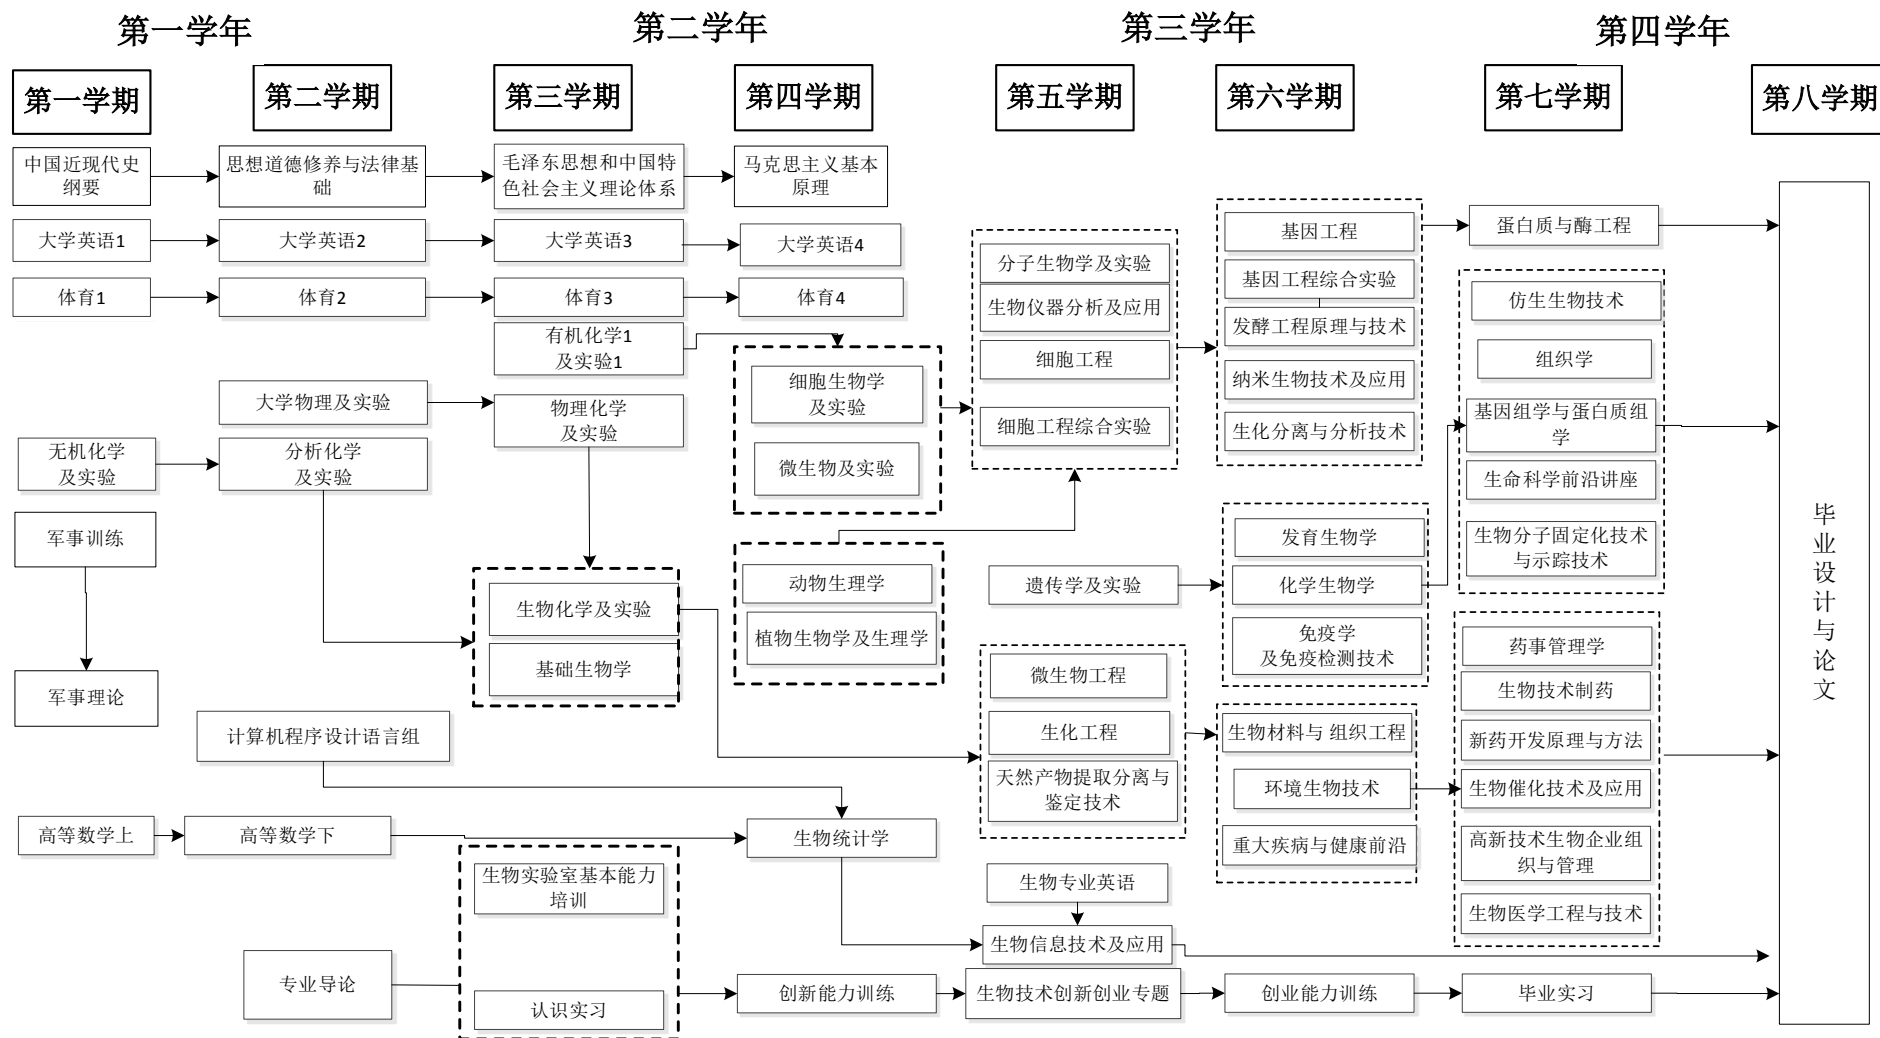 第一学年
第二学年
第三学年
第四学年
第一学期
第二学期
第三学期
第四学期
第五学期
第六学期
第七学期
第八学期
中国近现代史
纲要
思想道德修养与法律基
础
毛泽东思想和中国特
色社会主义理论体系
马克思主义基本
原理
大学英语1
大学英语2
大学英语3
大学英语4
体育1
体育2
体育3
体育4
有机化学1
及实验1
大学物理及实验
物理化学
及实验
无机化学
及实验
分析化学
及实验
军事训练
军事理论
细胞生物学
及实验
微生物及实验
动物生理学
植物生物学及生理学
生物化学及实验
基础生物学
计算机程序设计语言组
高等数学上
高等数学下
生物统计学
生物实验室基本能力
培训
认识实习
专业导论
创新能力训练
分子生物学及实验
生物仪器分析及应用
细胞工程
细胞工程综合实验
遗传学及实验
微生物工程
生化工程
天然产物提取分离与
鉴定技术
生物专业英语
生物信息技术及应用
生物技术创新创业专题
基因工程
基因工程综合实验
发酵工程原理与技术
纳米生物技术及应用
生化分离与分析技术
发育生物学
化学生物学
免疫学
及免疫检测技术
生物材料与 组织工程
环境生物技术
重大疾病与健康前沿
创业能力训练
蛋白质与酶工程
仿生生物技术
组织学
基因组学与蛋白质组
学
生命科学前沿讲座
生物分子固定化技术
与示踪技术
药事管理学
生物技术制药
新药开发原理与方法
生物催化技术及应用
高新技术生物企业组
织与管理
生物医学工程与技术
毕业实习
毕业设计与论文